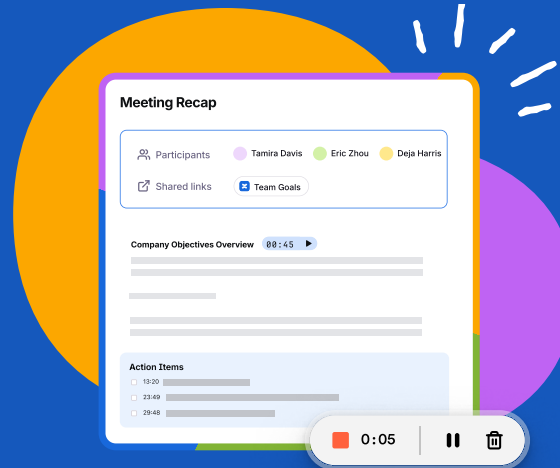 Meeting Recap
Participants Tamira Davis Eric Zhou Deja Harris
Shared links Team Goals
Company Objectives Overview 00:45
Action Items
13:20
23:49
29:48
0:05